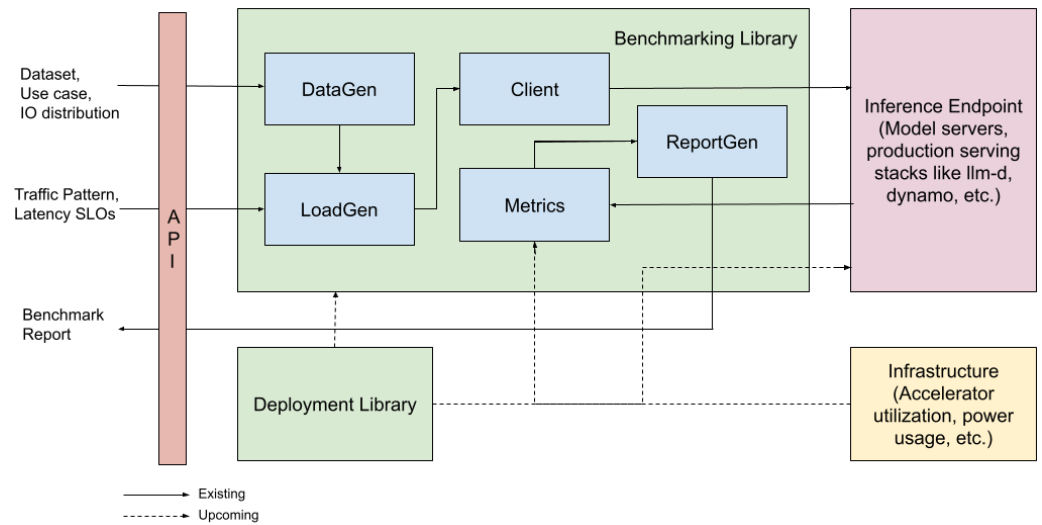 Benchmarking Library
Dataset,
Use case,
IO distribution
DataGen
Client
Inference Endpoint
(Model servers,
production serving
stacks like llm-d,
dynamo, etc.)
ReportGen
Traffic Pattern,
Latency SLOs
LoadGen
Metrics
A
P
I
Benchmark
Report
Deployment Library
Infrastructure
(Accelerator
utilization, power
usage, etc.)
Existing
Upcoming